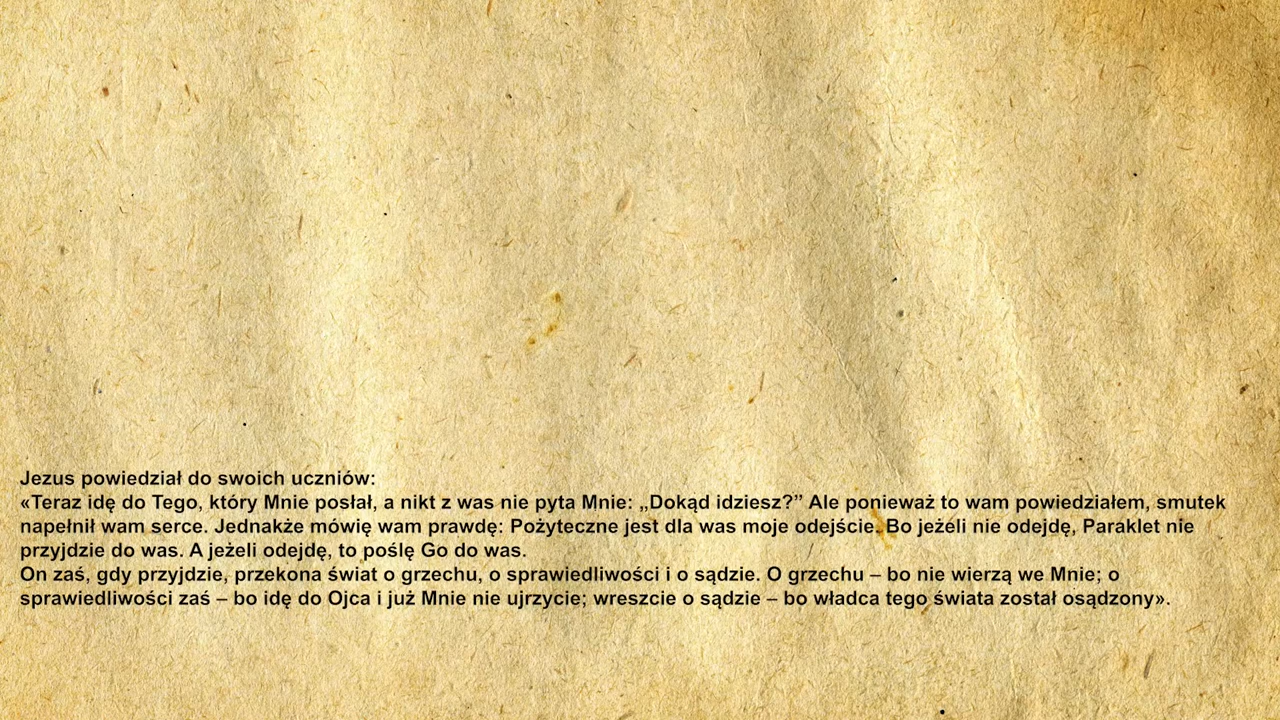 Jezus powiedział do swoich uczniów:
«Teraz idę do Tego, który Mnie posłał, a nikt z was nie pyta Mnie: „Dokąd idziesz?” Ale ponieważ to wam powiedziałem, smutek
napełnił wam serce. Jednakże mówię wam prawdę: Pożyteczne jest dla was moje odejście. Bo jeżeli nie odejdę, Paraklet nie
przyjdzie do was. A jeżeli odejdę, to poślę Go do was.
On zaś, gdy przyjdzie, przekona świat o grzechu, o sprawiedliwości i o sądzie. O grzechu – bo nie wierzą we Mnie; o
sprawiedliwości zaś – bo idę do Ojca i już Mnie nie ujrzycie; wreszcie o sądzie – bo władca tego świata został osądzony».